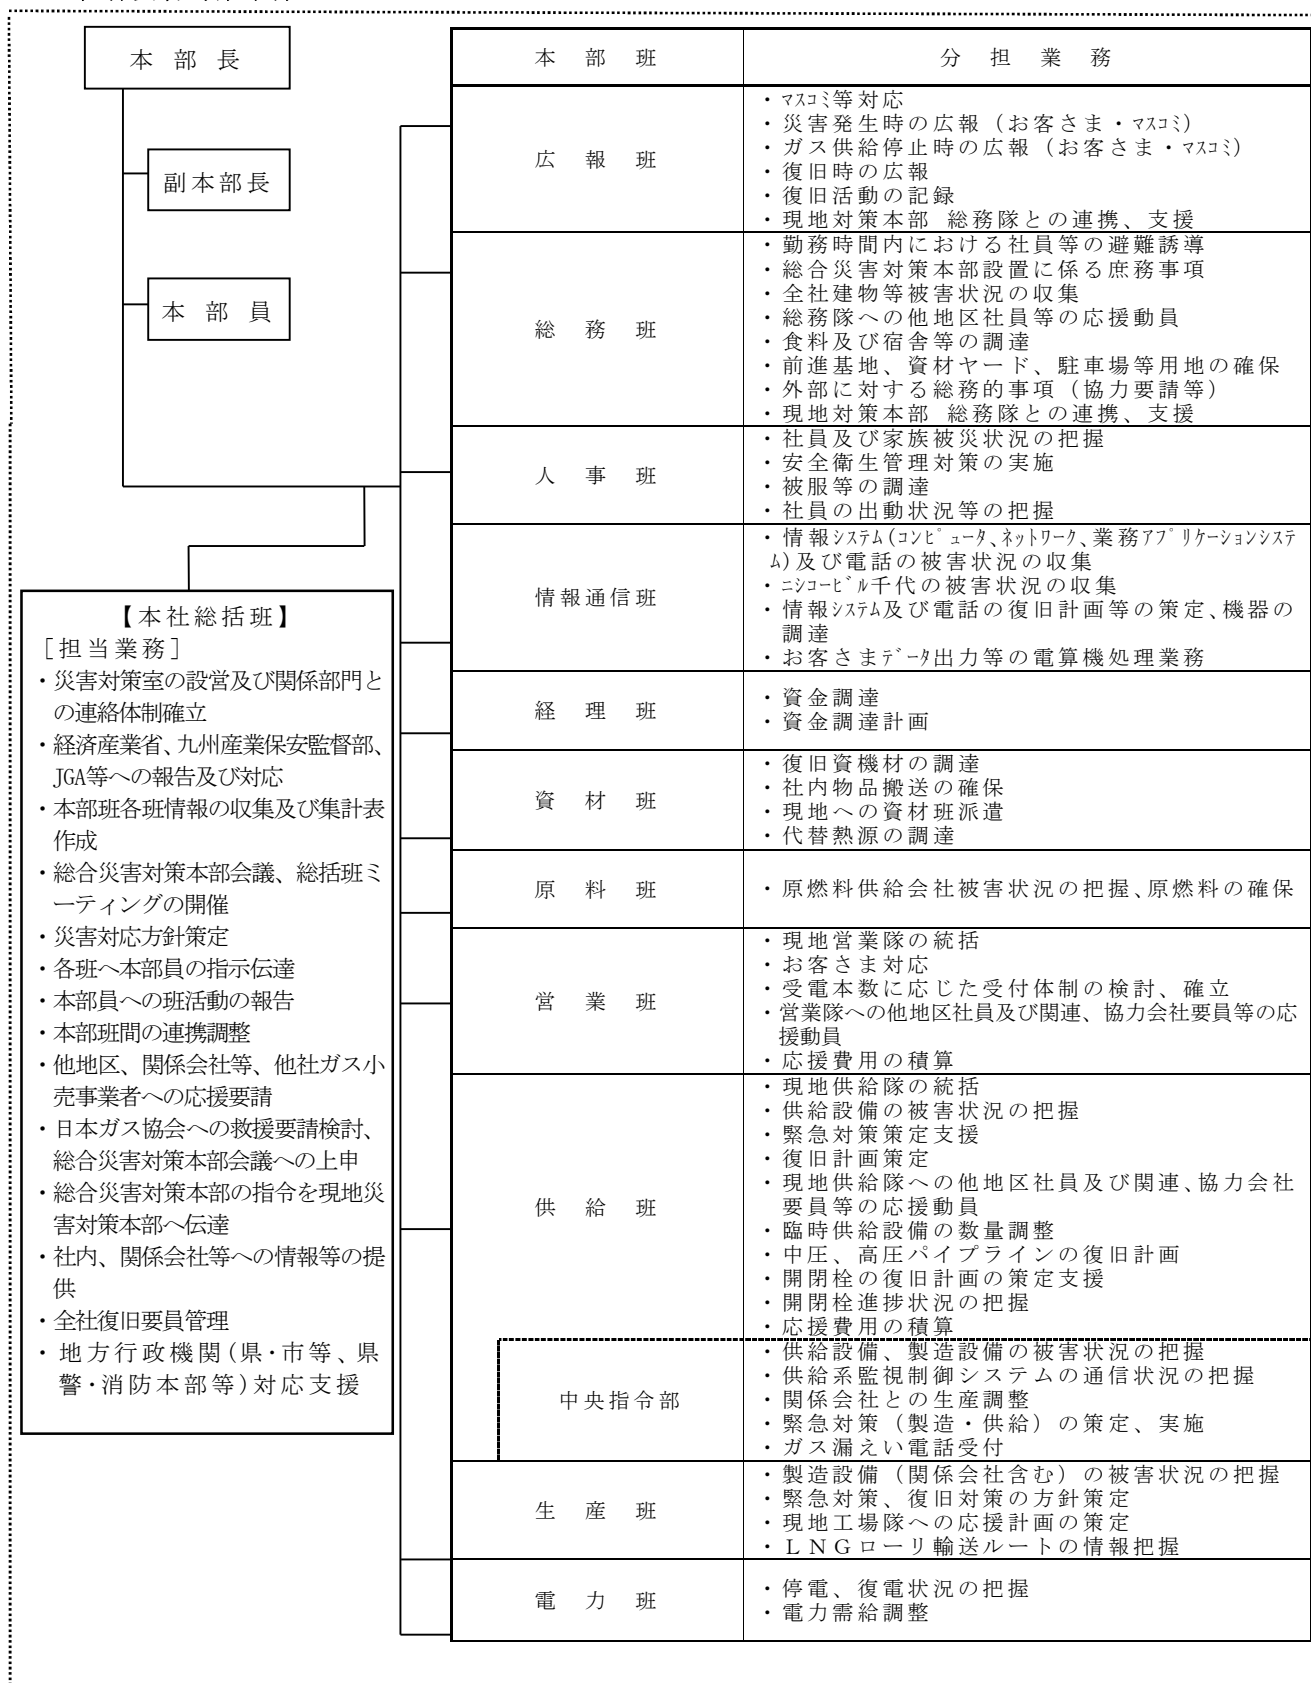 本部長
副本部長
本部員
【本社総括班】
［担当業務］
・災害対策室の設営及び関係部門と
の連絡体制確立
・経済産業省、九州産業保安監督部、
JGA等への報告及び対応
・本部班各班情報の収集及び集計表
作成
・総合災害対策本部会議、総括班ミ
ーティングの開催
・災害対応方針策定
・各班へ本部員の指示伝達
・本部員への班活動の報告
・本部班間の連携調整
・他地区、関係会社等、他社ガス小
売事業者への応援要請
・日本ガス協会への救援要請検討、
総合災害対策本部会議への上申
・総合災害対策本部の指令を現地災
害対策本部へ伝達
・社内、関係会社等への情報等の提
供
・全社復旧要員管理
・地方行政機関(県・市等、県
警・消防本部等)対応支援
本部班 分担業務
広報班
・ﾏｽｺﾐ等対応
・災害発生時の広報（お客さま・ﾏｽｺﾐ）
・ガス供給停止時の広報（お客さま・ﾏｽｺﾐ）
・復旧時の広報
・復旧活動の記録
・現地対策本部 総務隊との連携、支援
総務班
・勤務時間内における社員等の避難誘導
・総合災害対策本部設置に係る庶務事項
・全社建物等被害状況の収集
・総務隊への他地区社員等の応援動員
・食料及び宿舎等の調達
・前進基地、資材ヤード、駐車場等用地の確保
・外部に対する総務的事項（協力要請等）
・現地対策本部 総務隊との連携、支援
人事班
・社員及び家族被災状況の把握
・安全衛生管理対策の実施
・被服等の調達
・社員の出動状況等の把握
情報通信班
・情報ｼｽﾃﾑ(ｺﾝﾋﾟｭｰﾀ、ﾈｯﾄﾜｰｸ、業務ｱﾌﾟﾘｹｰｼｮﾝｼｽﾃ
ﾑ)及び電話の被害状況の収集
・ﾆｼｺｰﾋﾞﾙ千代の被害状況の収集
・情報ｼｽﾃﾑ及び電話の復旧計画等の策定、機器の
調達
・お客さまﾃﾞｰﾀ出力等の電算機処理業務
経理班
・資金調達
・資金調達計画
資材班
・復旧資機材の調達
・社内物品搬送の確保
・現地への資材班派遣
・代替熱源の調達
原料班
・原燃料供給会社被害状況の把握、原燃料の確保
営業班
・現地営業隊の統括
・お客さま対応
・受電本数に応じた受付体制の検討、確立
・営業隊への他地区社員及び関連、協力会社要員等の応
援動員
・応援費用の積算
供給班
・現地供給隊の統括
・供給設備の被害状況の把握
・緊急対策策定支援
・復旧計画策定
・現地供給隊への他地区社員及び関連、協力会社
要員等の応援動員
・臨時供給設備の数量調整
・中圧、高圧パイプラインの復旧計画
・開閉栓の復旧計画の策定支援
・開閉栓進捗状況の把握
・応援費用の積算
中央指令部
・供給設備、製造設備の被害状況の把握
・供給系監視制御システムの通信状況の把握
・関係会社との生産調整
・緊急対策（製造・供給）の策定、実施
・ガス漏えい電話受付
生産班
・製造設備（関係会社含む）の被害状況の把握
・緊急対策、復旧対策の方針策定
・現地工場隊への応援計画の策定
・ＬＮＧローリ輸送ルートの情報把握
電力班
・停電、復電状況の把握
・電力需給調整